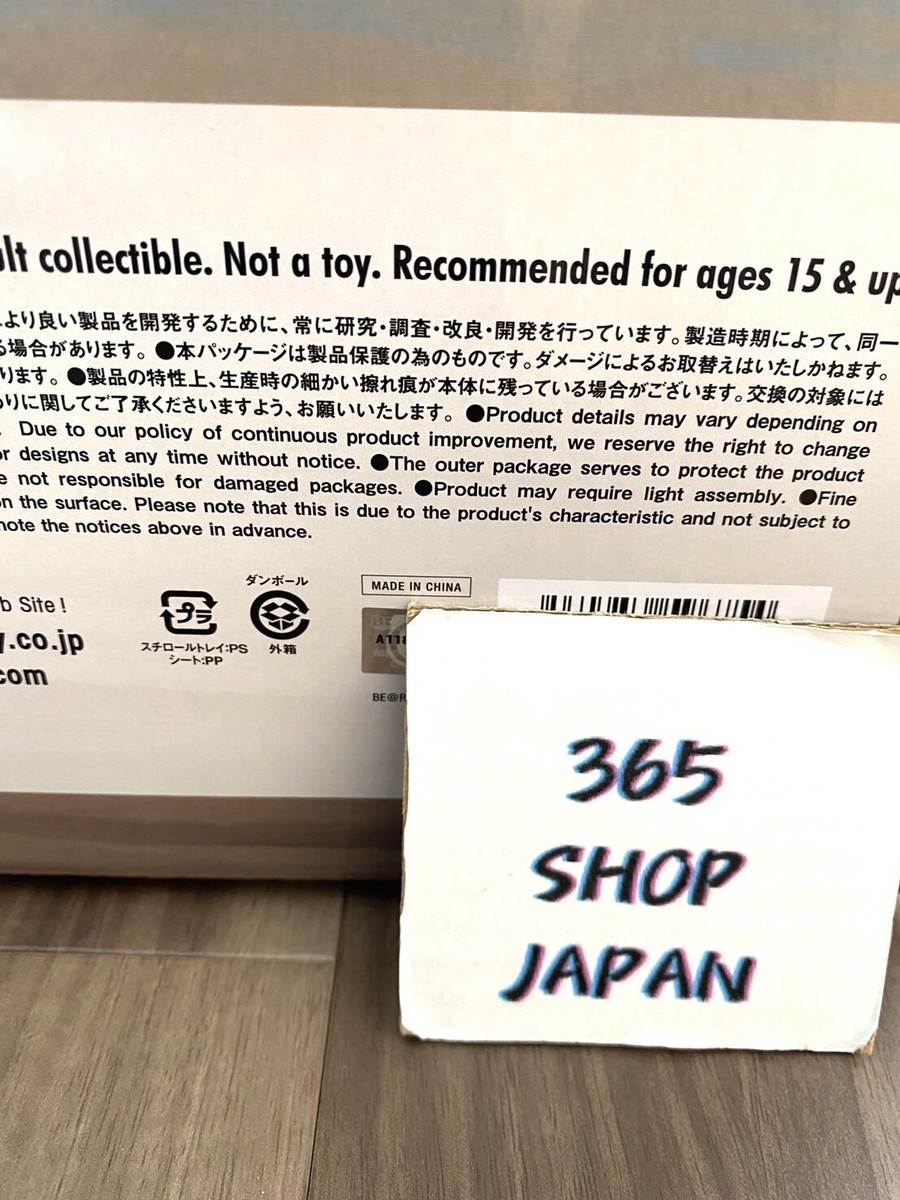 collectible. Not a toy. Recommended for ages 15 & up
より良い製品を開発するために、常に研究・調査・改良・開発を行っています。製造時期によって、同一
る場合があります。●本パッケージは製品保護の為のものです。ダメージによるお取替えはいたしかねます。
ります。●製品の特性上、生産時の細かい擦れ痕が本体に残っている場合がございます。交換の対象には
わりに関してご了承くださいますよう、お願いいたします。●Product details may vary depending on
. Due to our policy of continuous product improvement, we reserve the right to change
or designs at any time without notice. ●The outer package serves to protect the product
e not responsible for damaged packages. ●Product may require light assembly. ●Fine
on the surface. Please note that this is due to the product's characteristic and not subject to
note the notices above in advance.
b Site!
y.co.jp
com
プラ
スチロールトレイ:PS
シート:PP
ダンボール
外箱
MADE IN CHINA
A118
BE@R
365
SHOP
JAPAN